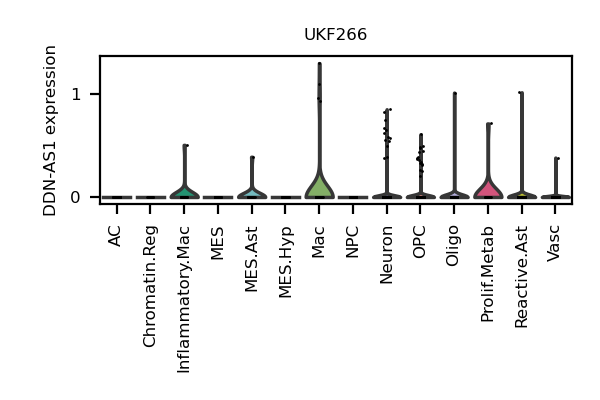 UKF266
DDN-AS1 expression
1
0
AC
Chromatin.Reg
Inflammatory.Mac
MES
MES.Ast
MES.Hyp
Mac
NPC
Neuron
OPC
Oligo
Prolif.Metab
Reactive.Ast
Vasc